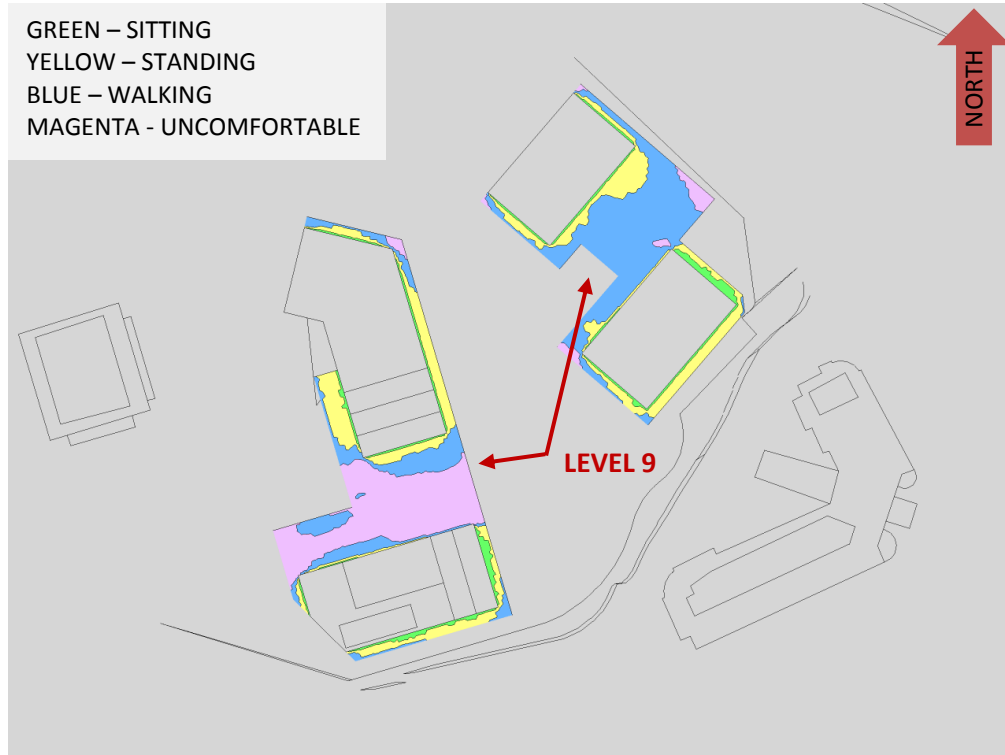 GREEN – SITTING
YELLOW – STANDING
BLUE – WALKING
MAGENTA - UNCOMFORTABLE
NORTH
LEVEL 9